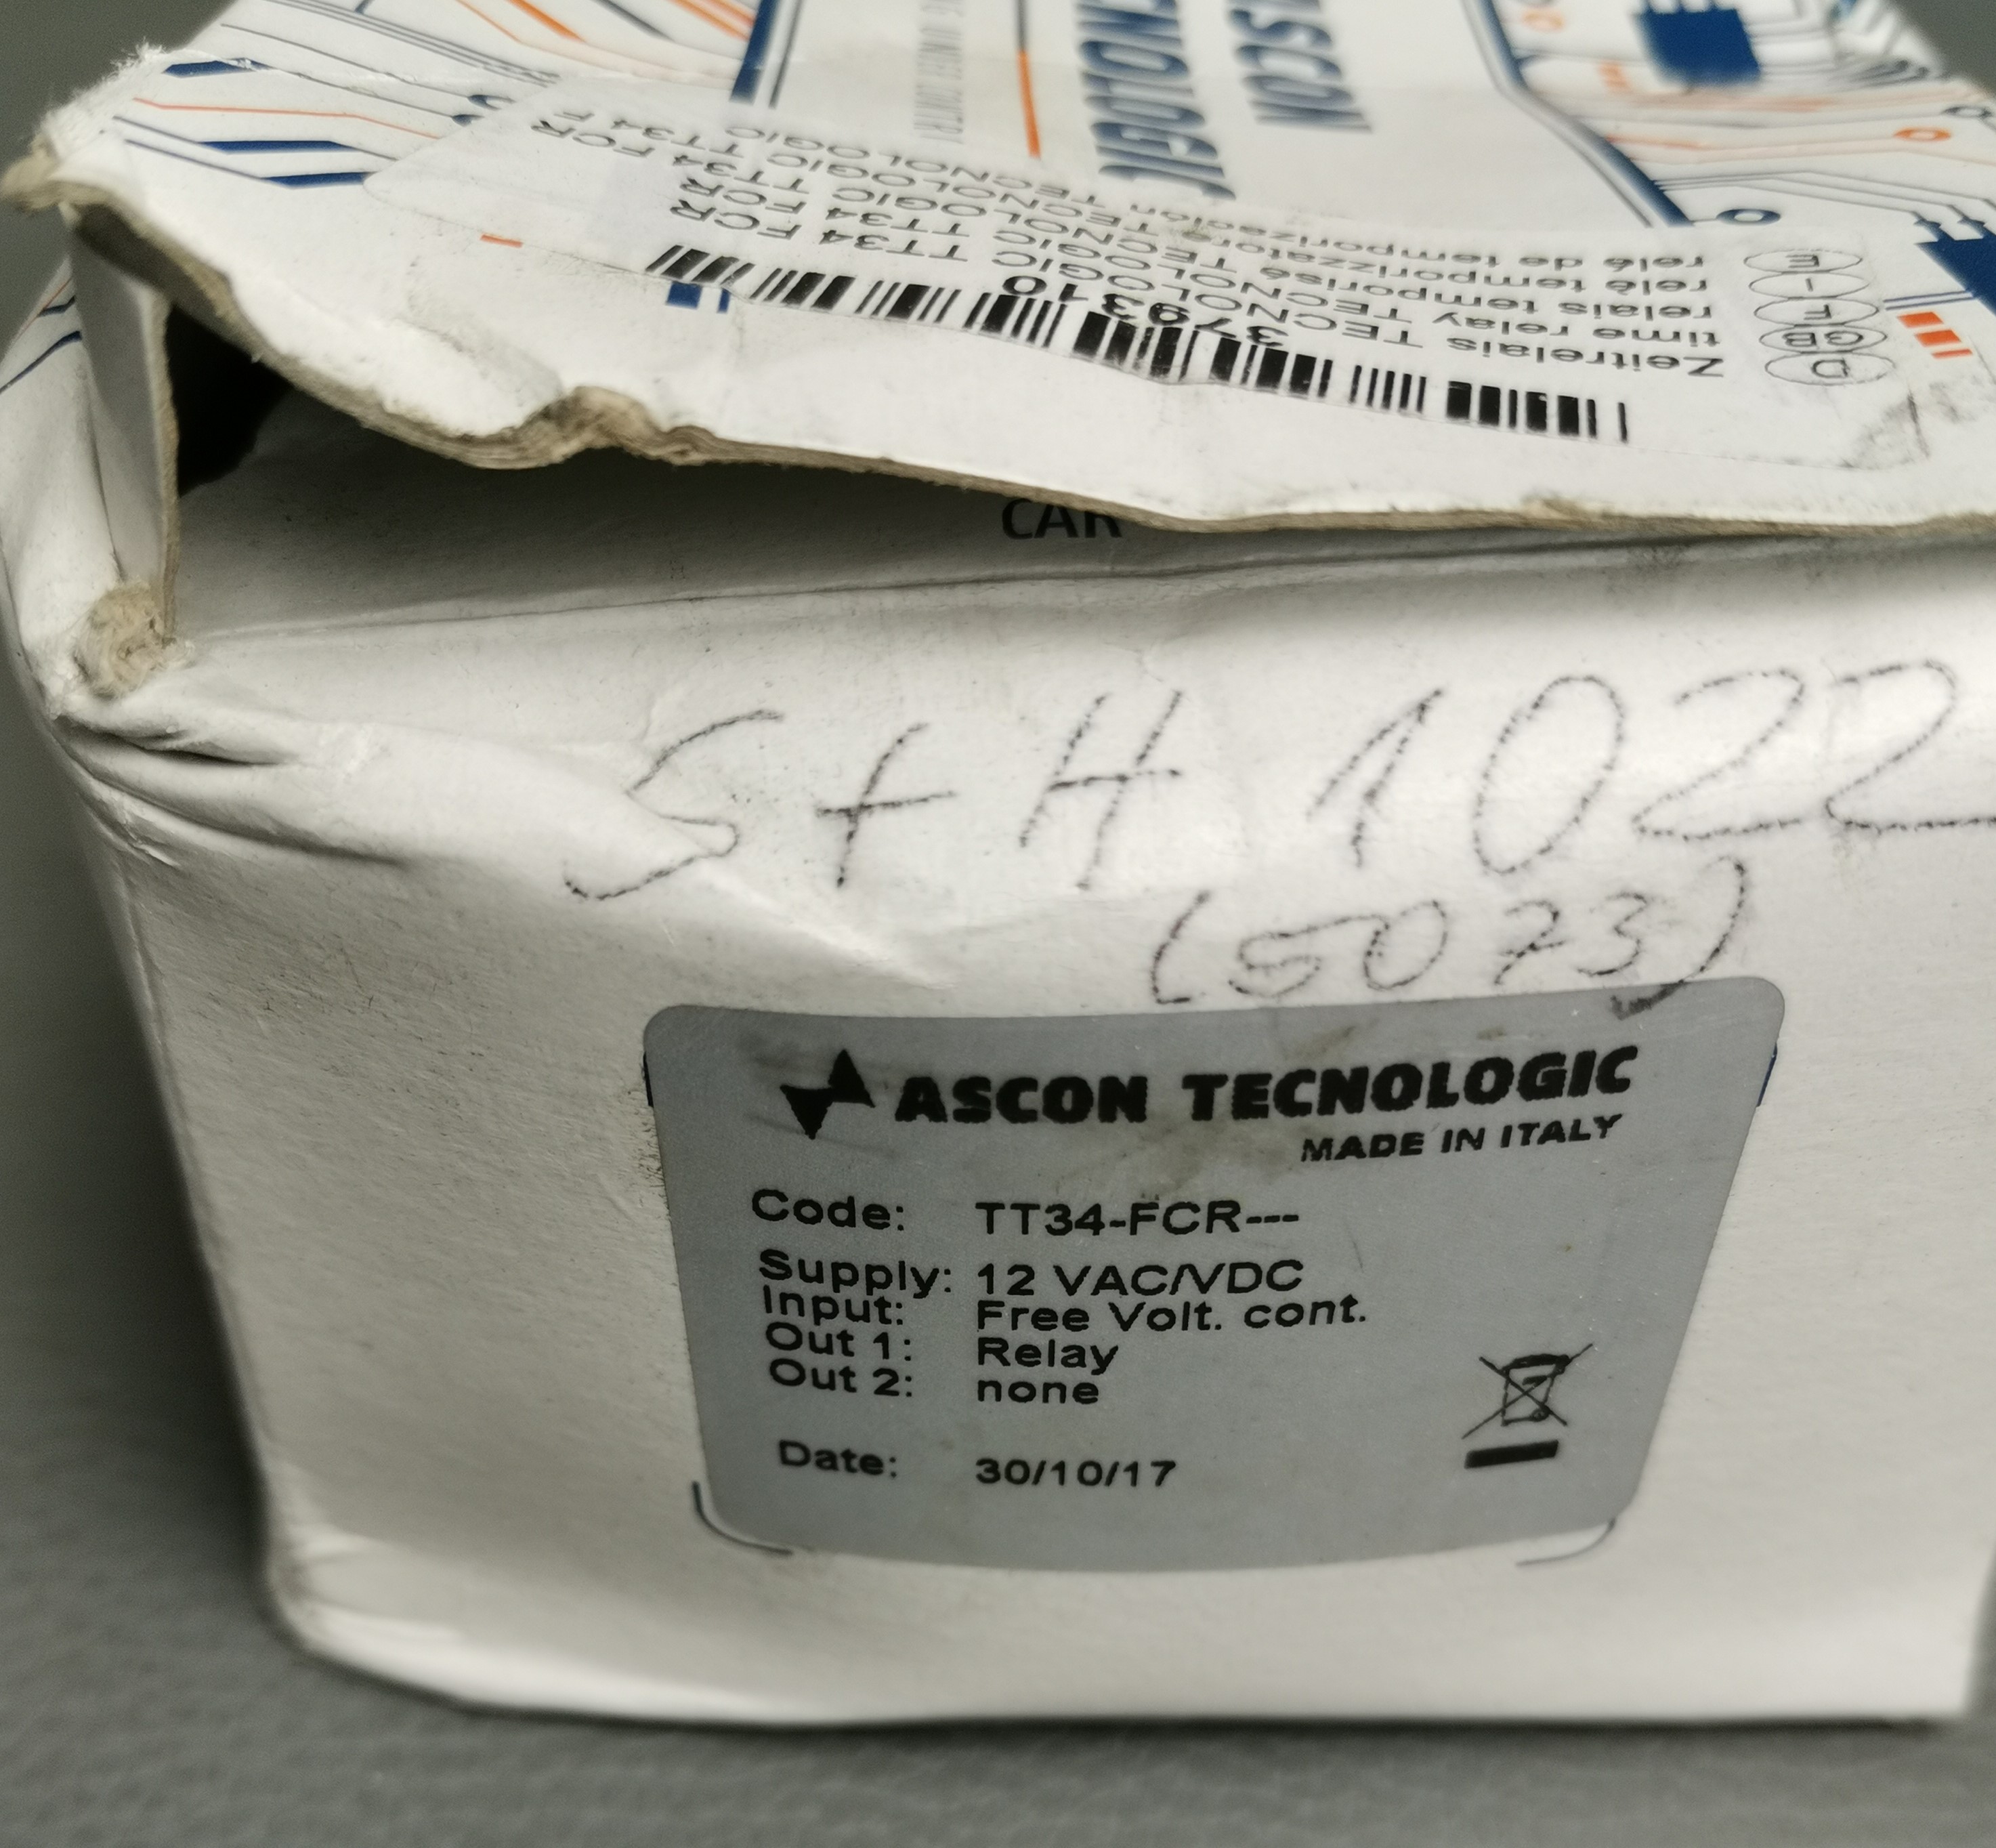 ASCON
TECNOLOGIC
D Zeitrelais TECNOLOGIC TT34 FCR
GB time relay TECNOLOGIC TT34 FCR
F relais temporisé TECNOLOGIC TT34 FCR
I relè temporizzatore TECNOLOGIC TT34 FCR
E relé de temporización TECNOLOGIC TT34 F
379310
CAR
S+H 1022
(5073)
ASCON TECNOLOGIC
MADE IN ITALY
Code: TT34-FCR---
Supply: 12 VAC/VDC
Input: Free Volt. cont.
Out 1: Relay
Out 2: none
Date: 30/10/17